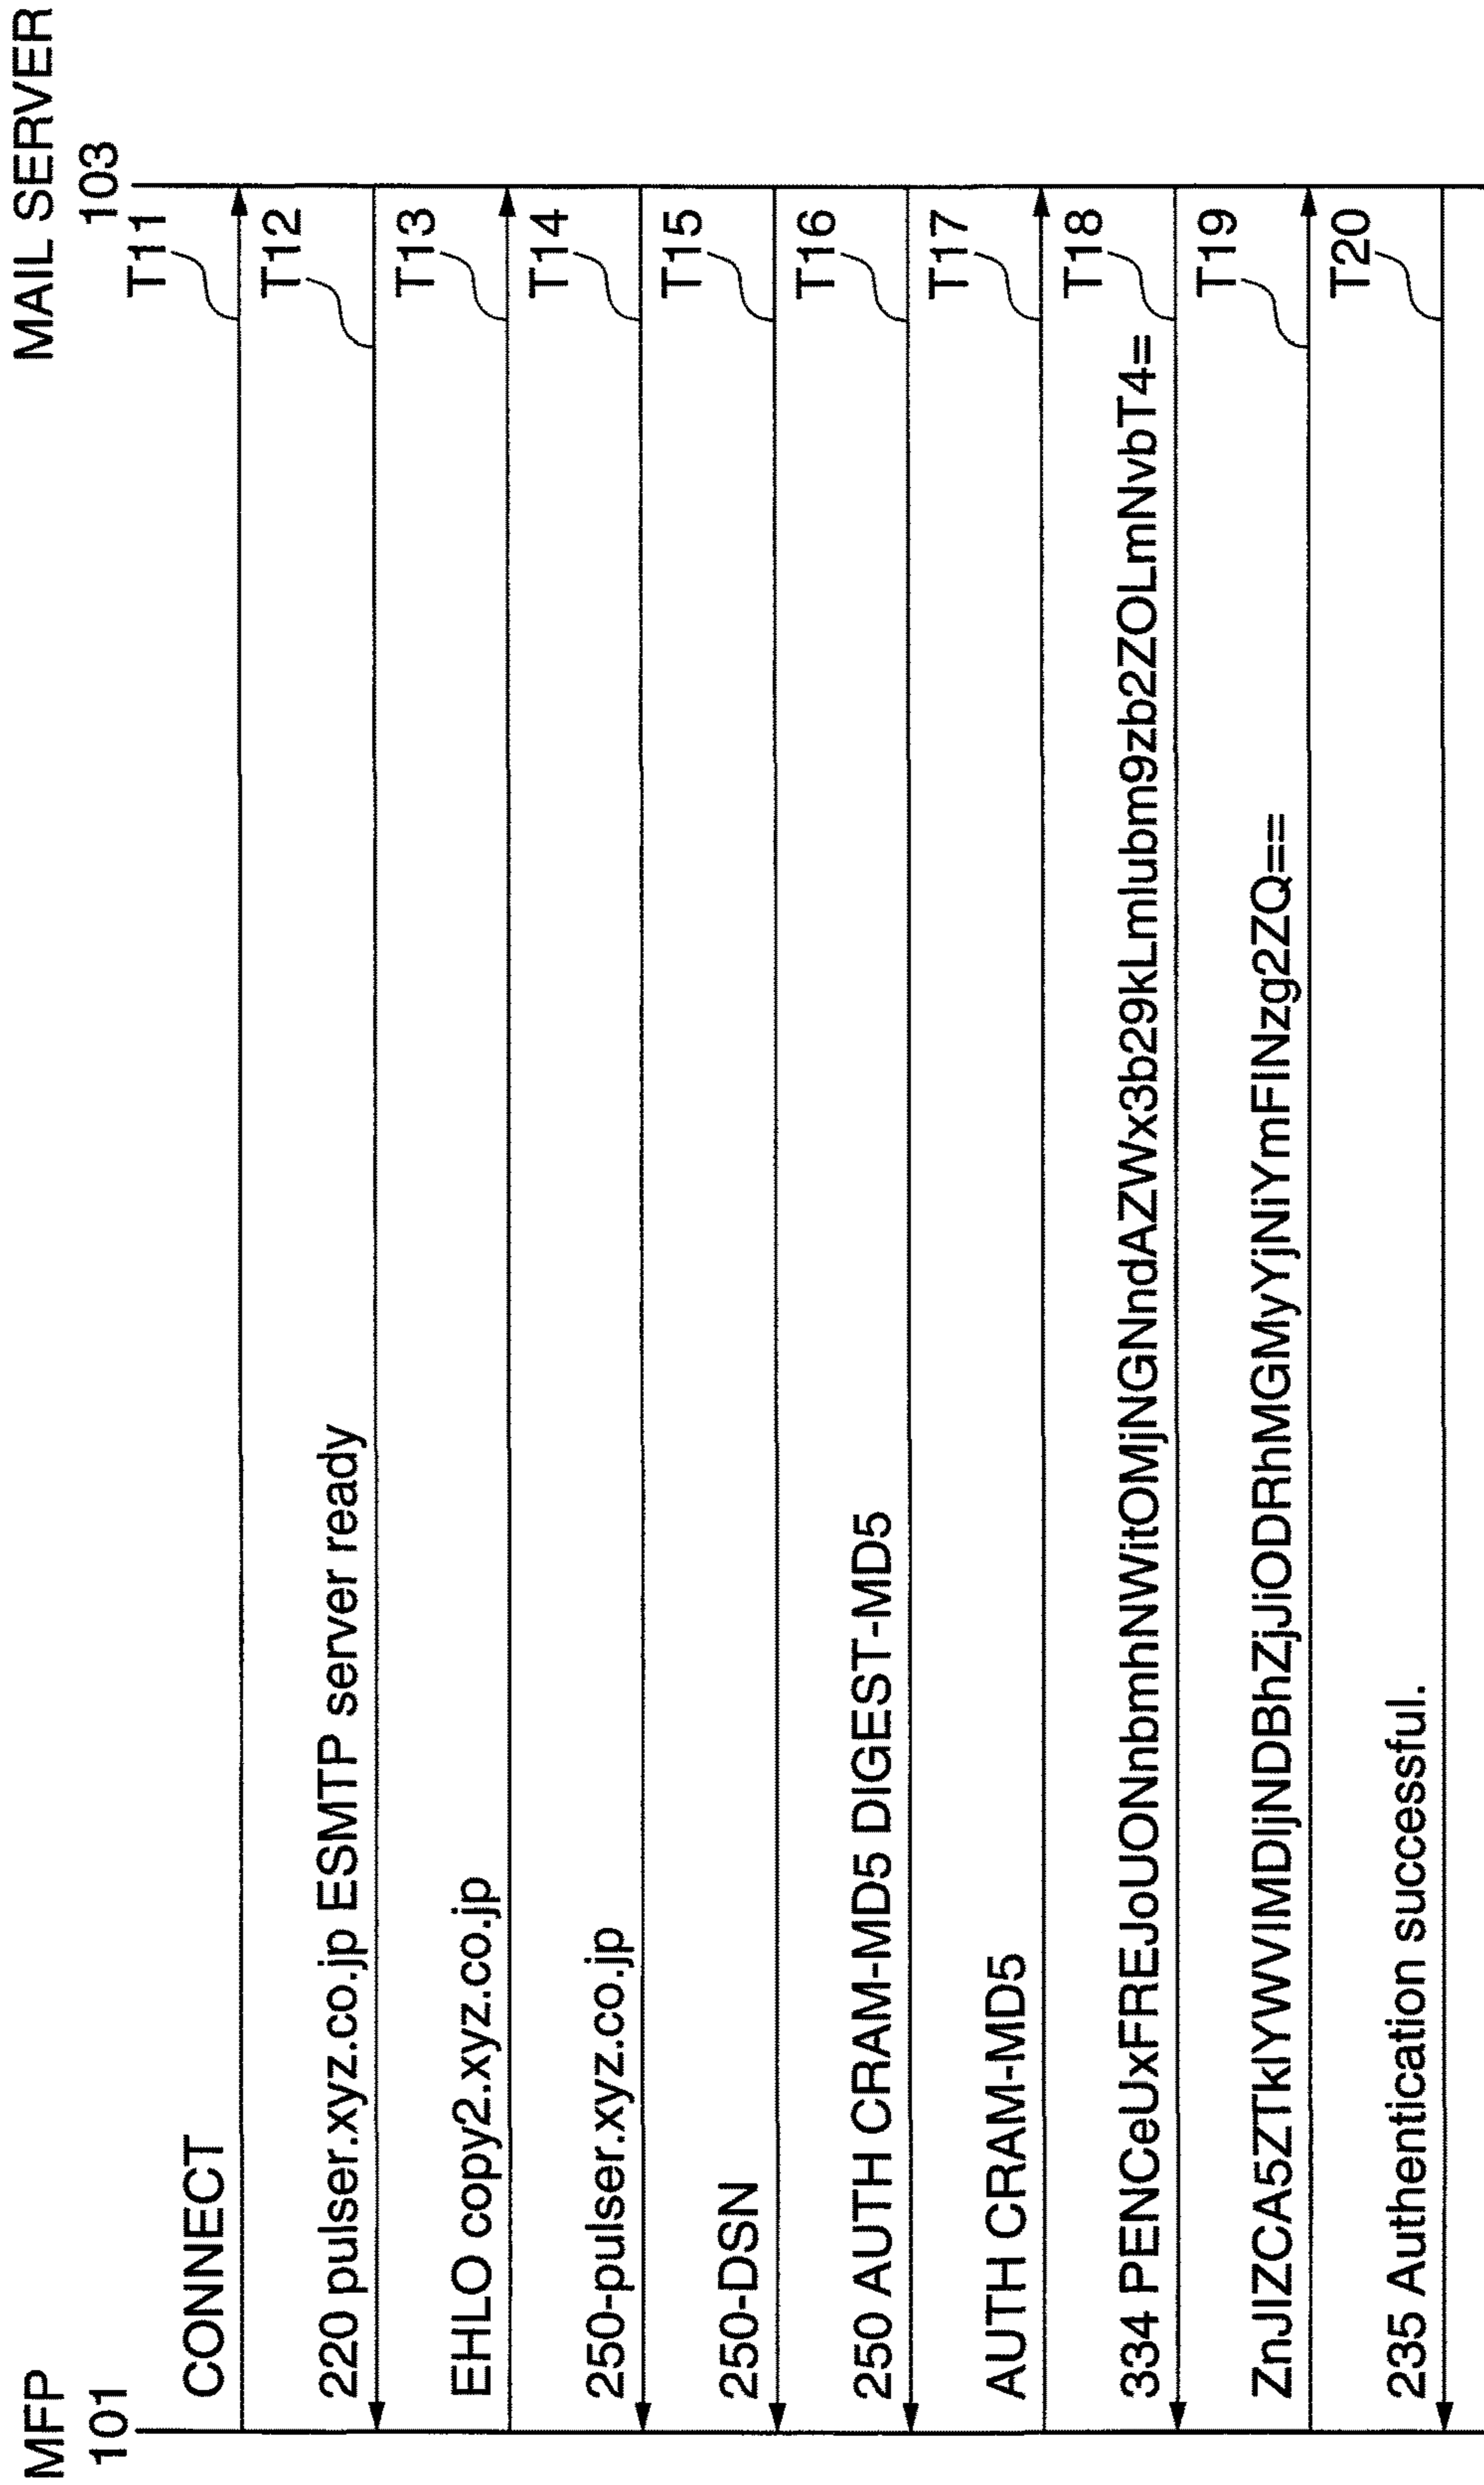 MFP
101
MAIL SERVER
103
CONNECT
T11
220 pulser.xyz.co.jp ESMTP server ready
T12
EHLO copy2.xyz.co.jp
T13
250-pulser.xyz.co.jp
T14
250-DSN
T15
250 AUTH CRAM-MD5 DIGEST-MD5
T16
AUTH CRAM-MD5
T17
334 PENCeUxFREJoUONnbmhNWitOMjNGNndAZWx3b29kLmlubm9zb2ZOLmNvbT4=
T18
ZnJlZCA5ZTklYWVlMDljNDBhZjJiODRhMGMyYjNiYmFlNzg2ZQ==
T19
235 Authentication successful.
T20